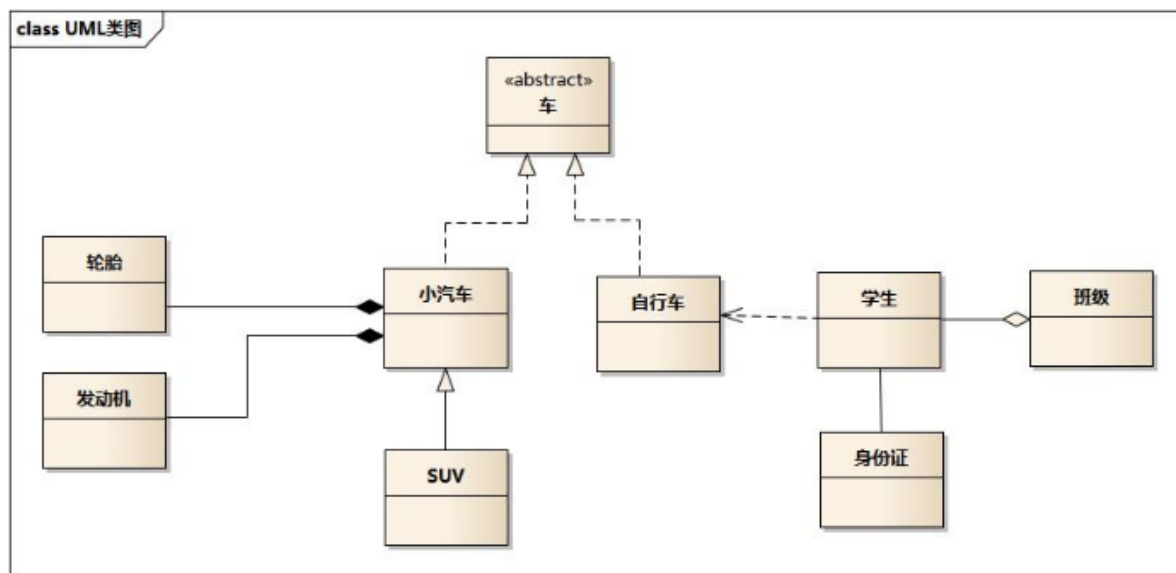 class UML类图
«abstract»
车
轮胎
小汽车
自行车
学生
班级
发动机
SUV
身份证